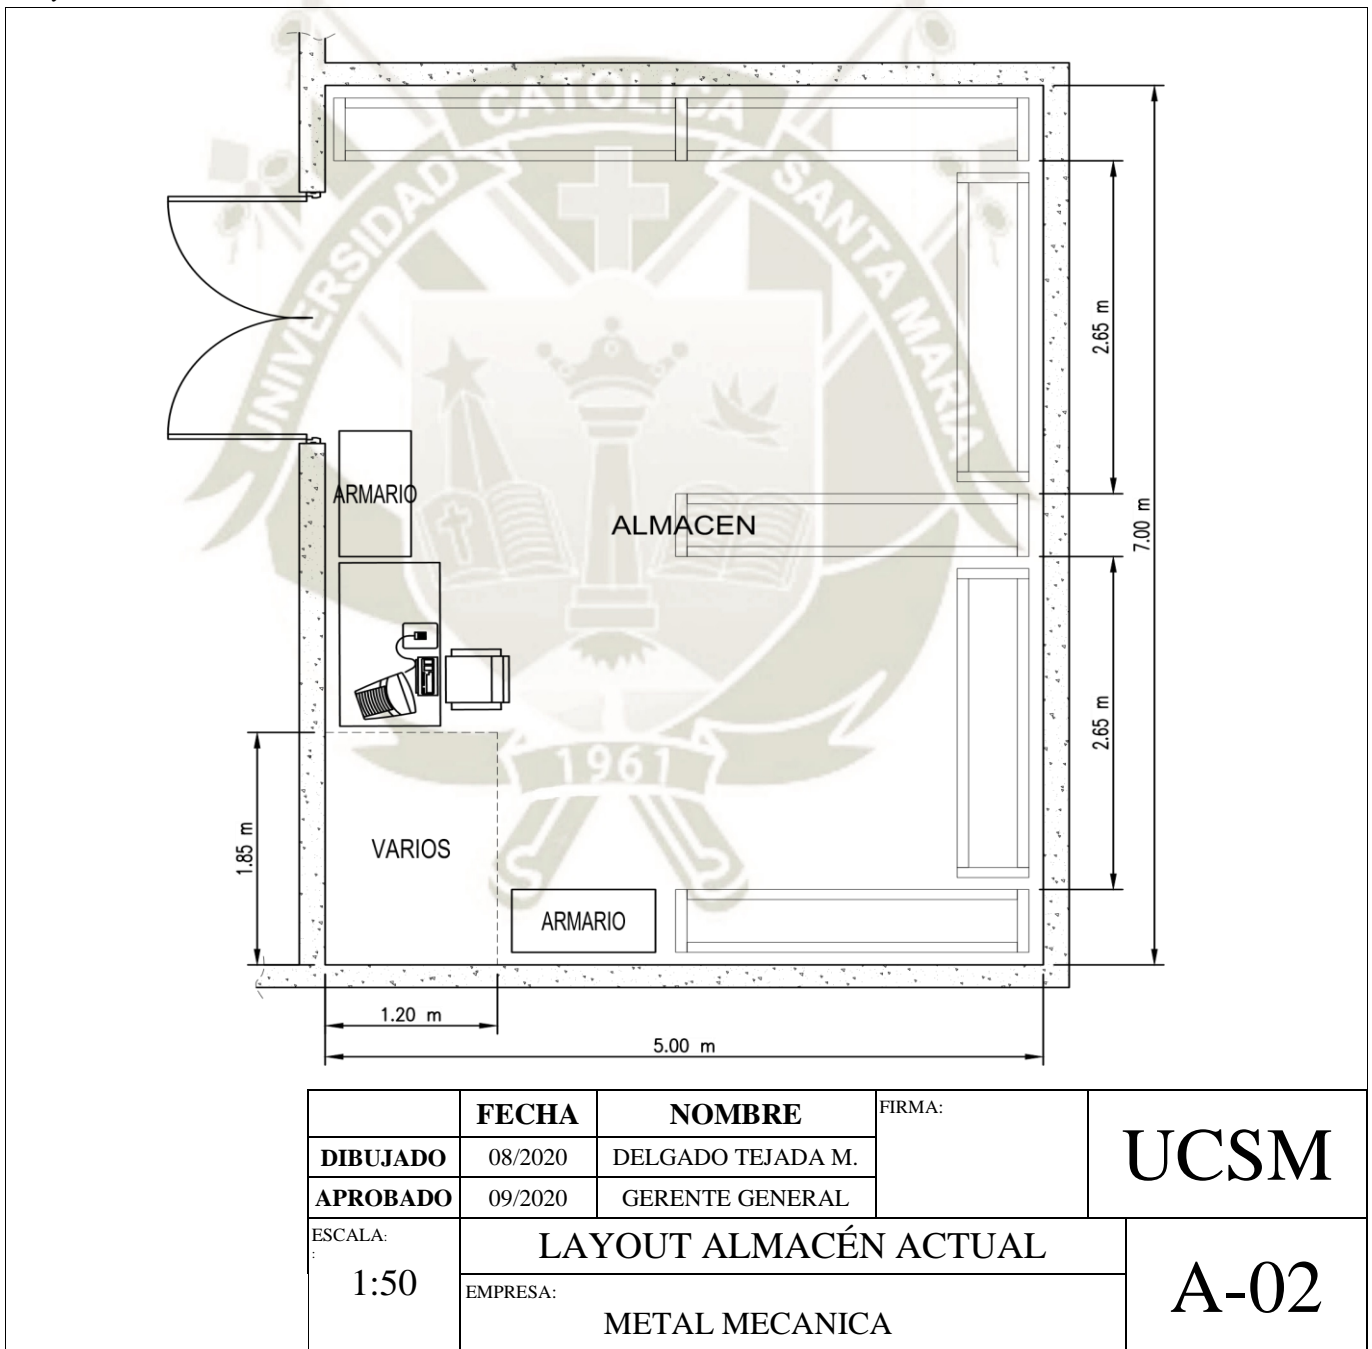 CATOLICA
UNIVERSIDAD
SANTA MARIA
2.65 m
ARMARIO
ALMACEN
7.00 m
2.65 m
1961
1.85 m
VARIOS
ARMARIO
1.20 m
5.00 m
FECHA NOMBRE FIRMA:
UCSM
DIBUJADO 08/2020 DELGADO TEJADA M.
APROBADO 09/2020 GERENTE GENERAL
ESCALA:
:
1:50
LAYOUT ALMACÉN ACTUAL
A-02
EMPRESA:
METAL MECANICA